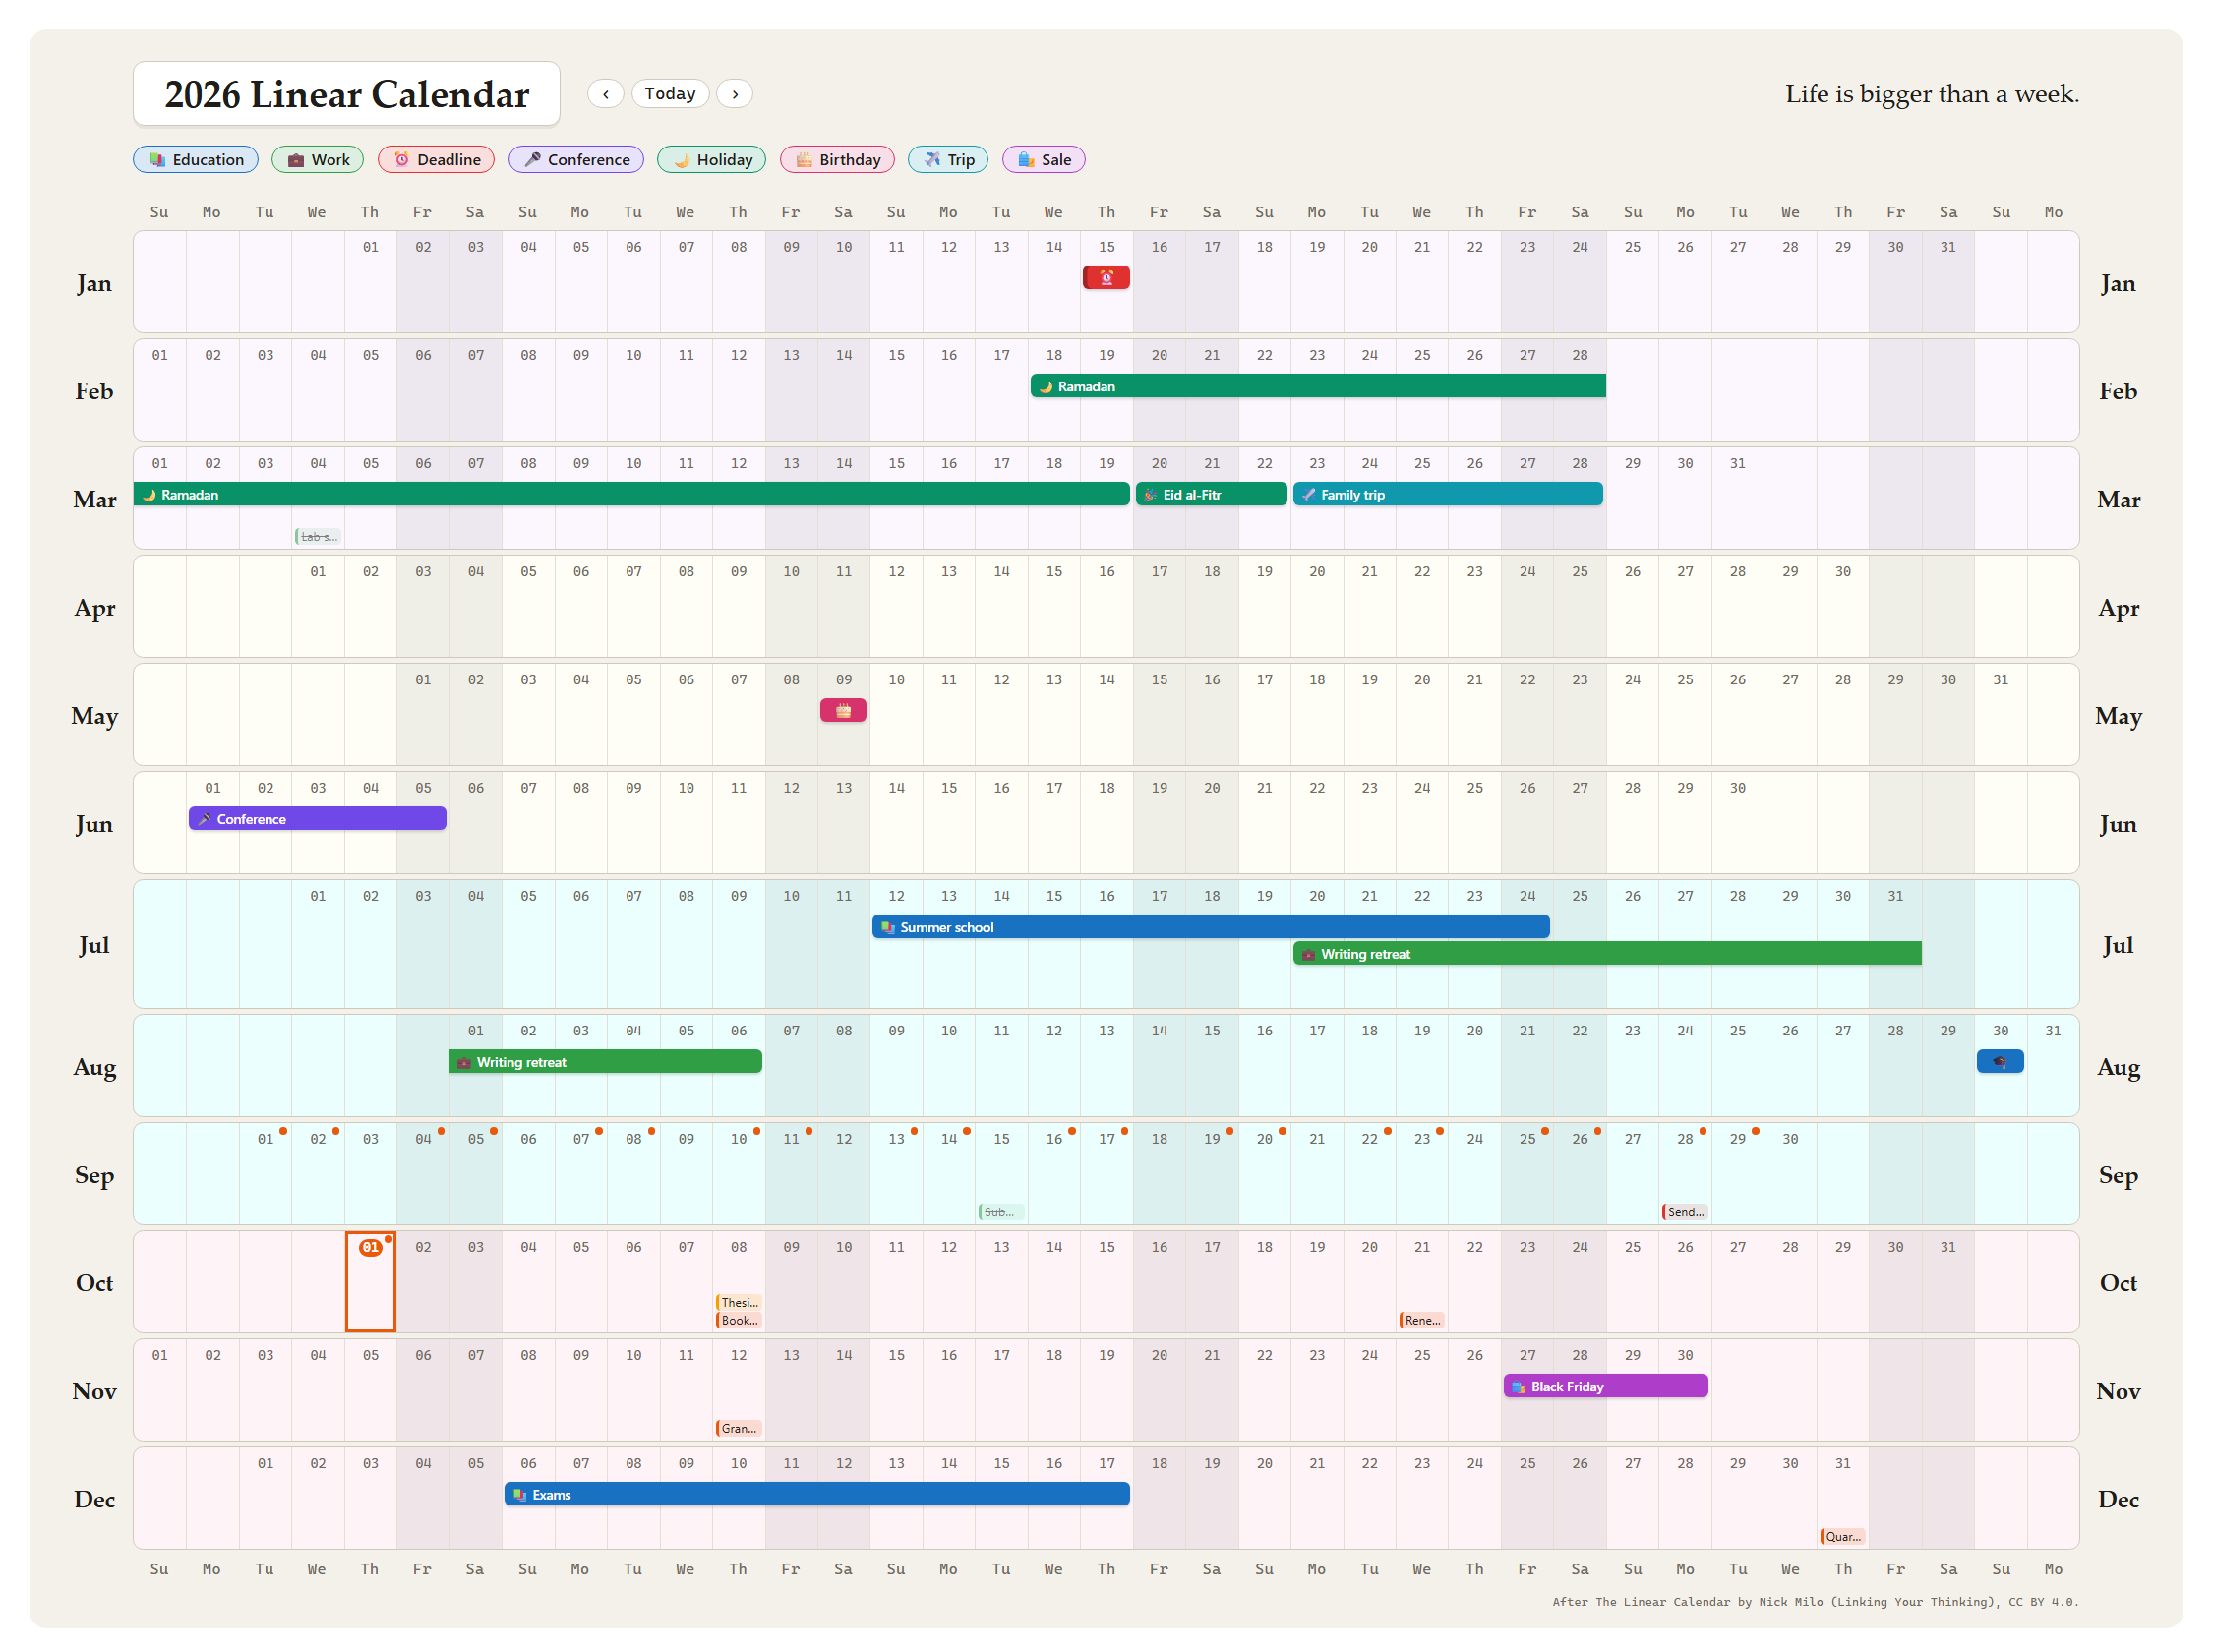 2026 Linear Calendar
‹ Today ›
Life is bigger than a week.
Education Work Deadline Conference Holiday Birthday Trip Sale
Su Mo Tu We Th Fr Sa Su Mo Tu We Th Fr Sa Su Mo Tu We Th Fr Sa Su Mo Tu We Th Fr Sa Su Mo Tu We Th Fr Sa Su Mo
01 02 03 04 05 06 07 08 09 10 11 12 13 14 15 16 17 18 19 20 21 22 23 24 25 26 27 28 29 30 31
Jan Jan
01 02 03 04 05 06 07 08 09 10 11 12 13 14 15 16 17 18 19 20 21 22 23 24 25 26 27 28
Ramadan
Feb Feb
01 02 03 04 05 06 07 08 09 10 11 12 13 14 15 16 17 18 19 20 21 22 23 24 25 26 27 28 29 30 31
Ramadan Eid al-Fitr Family trip
Mar Mar
Lab s...
01 02 03 04 05 06 07 08 09 10 11 12 13 14 15 16 17 18 19 20 21 22 23 24 25 26 27 28 29 30
Apr Apr
01 02 03 04 05 06 07 08 09 10 11 12 13 14 15 16 17 18 19 20 21 22 23 24 25 26 27 28 29 30 31
May May
01 02 03 04 05 06 07 08 09 10 11 12 13 14 15 16 17 18 19 20 21 22 23 24 25 26 27 28 29 30
Conference
Jun Jun
01 02 03 04 05 06 07 08 09 10 11 12 13 14 15 16 17 18 19 20 21 22 23 24 25 26 27 28 29 30 31
Summer school
Jul Jul
Writing retreat
01 02 03 04 05 06 07 08 09 10 11 12 13 14 15 16 17 18 19 20 21 22 23 24 25 26 27 28 29 30 31
Writing retreat
Aug Aug
01 02 03 04 05 06 07 08 09 10 11 12 13 14 15 16 17 18 19 20 21 22 23 24 25 26 27 28 29 30
Sep Sep
Sub... Send...
01 02 03 04 05 06 07 08 09 10 11 12 13 14 15 16 17 18 19 20 21 22 23 24 25 26 27 28 29 30 31
Oct Oct
Thesi...
Book... Rene...
01 02 03 04 05 06 07 08 09 10 11 12 13 14 15 16 17 18 19 20 21 22 23 24 25 26 27 28 29 30
Black Friday
Nov Nov
Gran...
01 02 03 04 05 06 07 08 09 10 11 12 13 14 15 16 17 18 19 20 21 22 23 24 25 26 27 28 29 30 31
Exams
Dec Dec
Quar...
Su Mo Tu We Th Fr Sa Su Mo Tu We Th Fr Sa Su Mo Tu We Th Fr Sa Su Mo Tu We Th Fr Sa Su Mo Tu We Th Fr Sa Su Mo
After The Linear Calendar by Nick Milo (Linking Your Thinking), CC BY 4.0.